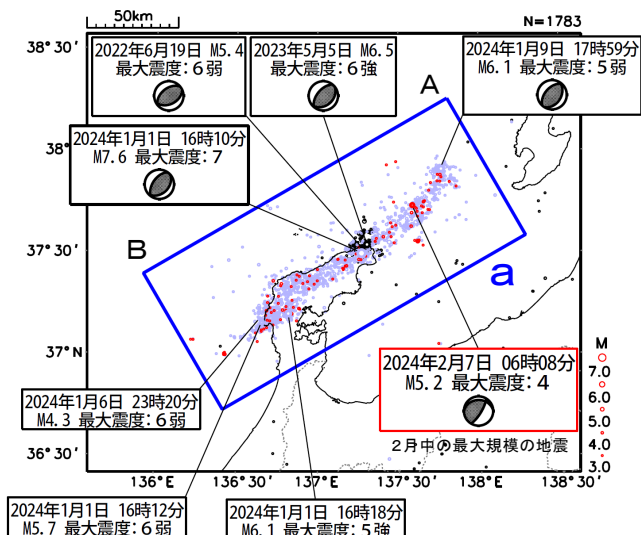 50km
N=1783
38° 30′
2022年6月19日 M5.4
最大震度：6弱
2023年5月5日 M6.5
最大震度：6強
2024年1月9日 17時59分
M6.1 最大震度：5弱
A
38°
2024年1月1日 16時10分
M7.6 最大震度：7
37° 30′
B
a
37°N
2024年2月7日 06時08分
M5.2 最大震度：4
2月中の最大規模の地震
M
7.0
6.0
5.0
4.0
3.0
2024年1月6日 23時20分
M4.3 最大震度：6弱
36° 30′
136°E
136° 30′
137°E
137° 30′
138°E
138° 30′
2024年1月1日 16時12分
M5.7 最大震度：6弱
2024年1月1日 16時18分
M6.1 最大震度：5強